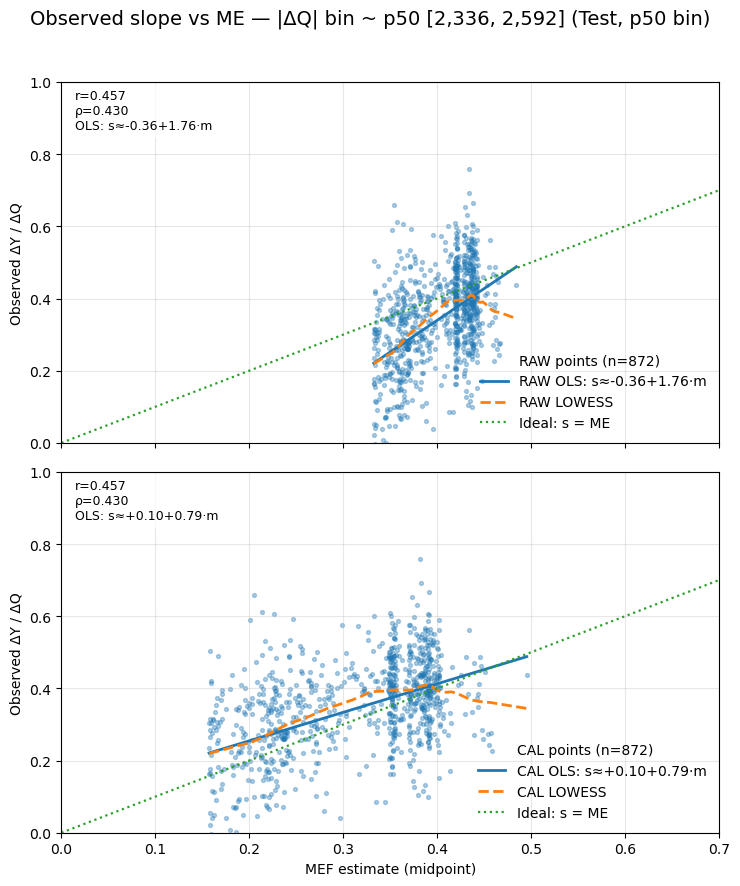 Observed slope vs ME — |ΔQ| bin ~ p50 [2,336, 2,592] (Test, p50 bin)
1.0
0.8
0.6
0.4
0.2
0.0
Observed ΔY / ΔQ
r=0.457
ρ=0.430
OLS: s≈-0.36+1.76·m
RAW points (n=872)
RAW OLS: s≈-0.36+1.76·m
RAW LOWESS
Ideal: s = ME
1.0
0.8
0.6
0.4
0.2
0.0
Observed ΔY / ΔQ
r=0.457
ρ=0.430
OLS: s≈+0.10+0.79·m
CAL points (n=872)
CAL OLS: s≈+0.10+0.79·m
CAL LOWESS
Ideal: s = ME
0.0 0.1 0.2 0.3 0.4 0.5 0.6 0.7
MEF estimate (midpoint)